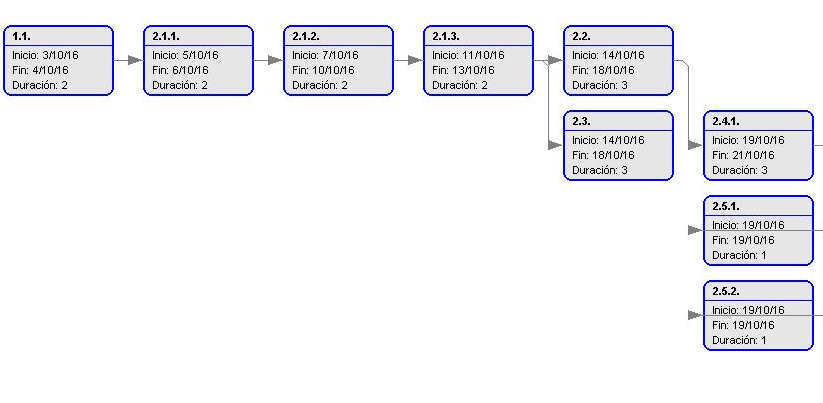 1.1.
Inicio: 3/10/16
Fin: 4/10/16
Duración: 2
2.1.1.
Inicio: 5/10/16
Fin: 6/10/16
Duración: 2
2.1.2.
Inicio: 7/10/16
Fin: 10/10/16
Duración: 2
2.1.3.
Inicio: 11/10/16
Fin: 13/10/16
Duración: 2
2.2.
Inicio: 14/10/16
Fin: 18/10/16
Duración: 3
2.3.
Inicio: 14/10/16
Fin: 18/10/16
Duración: 3
2.4.1.
Inicio: 19/10/16
Fin: 21/10/16
Duración: 3
2.5.1.
Inicio: 19/10/16
Fin: 19/10/16
Duración: 1
2.5.2.
Inicio: 19/10/16
Fin: 19/10/16
Duración: 1